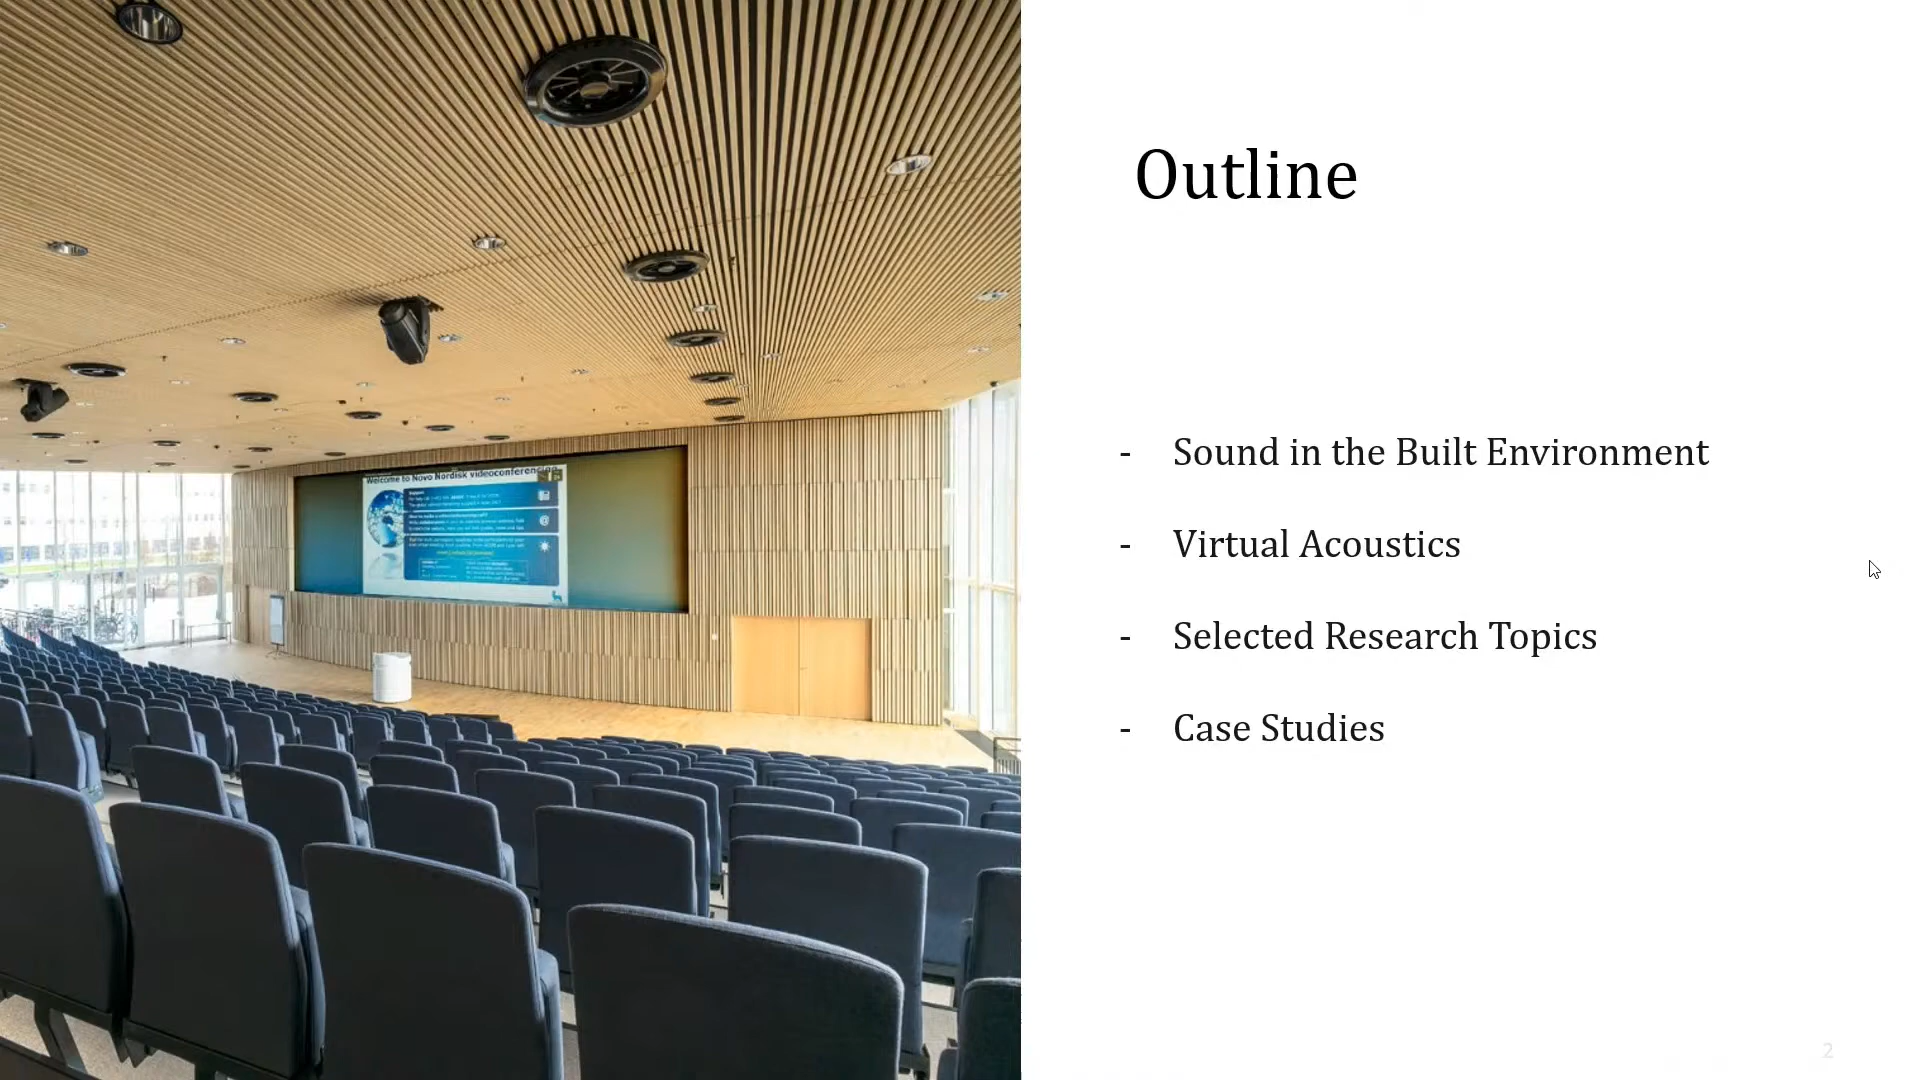 Outline
- Sound in the Built Environment
- Virtual Acoustics
- Selected Research Topics
- Case Studies
Welcome to Novo Nordisk videoconferencing
Support
2